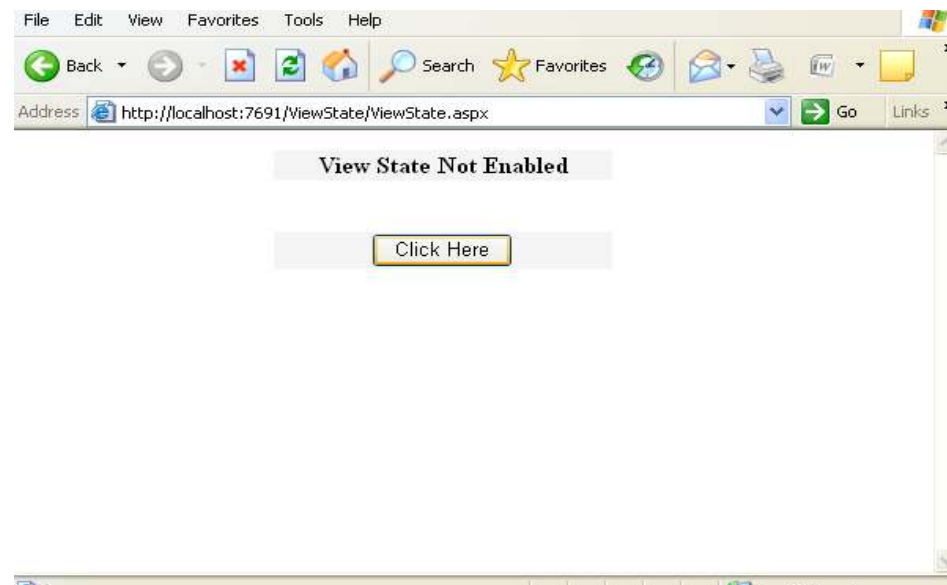 File Edit View Favorites Tools Help
Back Search Favorites
Address http://localhost:7691/ViewState/ViewState.aspx Go Links
View State Not Enabled
Click Here